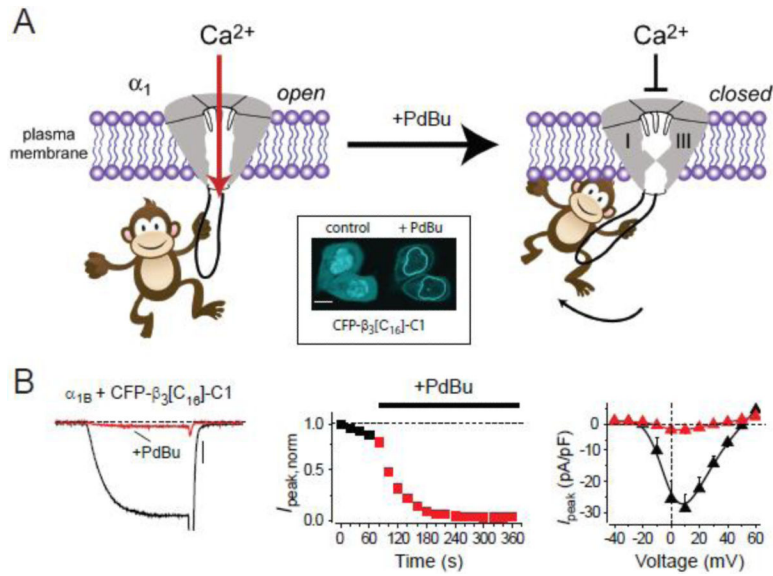 A
Ca2+
α1
open
plasma
membrane
+PdBu
Ca2+
closed
I
III
control
+ PdBu
CFP-β3[C16]-C1
B
α1B + CFP-β3[C16]-C1
+PdBu
+PdBu
Ipeak, norm
1.0
0.5
0.0
0 60 120 180 240 300 360
Time (s)
Ipeak (pA/pF)
0
-10
-20
-30
-40 -20 0 20 40 60
Voltage (mV)